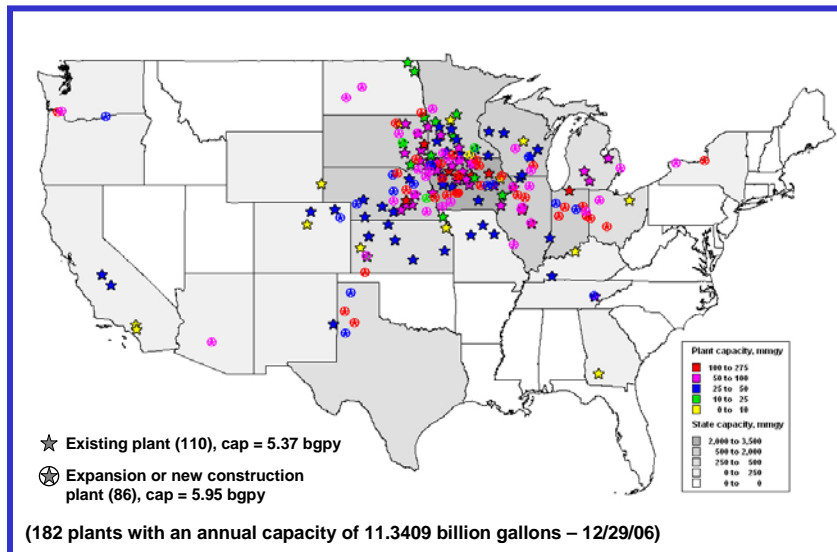 Plant capacity, mmgy
100 to 275
50 to 100
25 to 50
10 to 25
0 to 10
State capacity, mmgy
2,000 to 3,500
500 to 2,000
250 to 500
0 to 250
0 to 0
Existing plant (110), cap = 5.37 bgpy
Expansion or new construction
plant (86), cap = 5.95 bgpy
(182 plants with an annual capacity of 11.3409 billion gallons – 12/29/06)